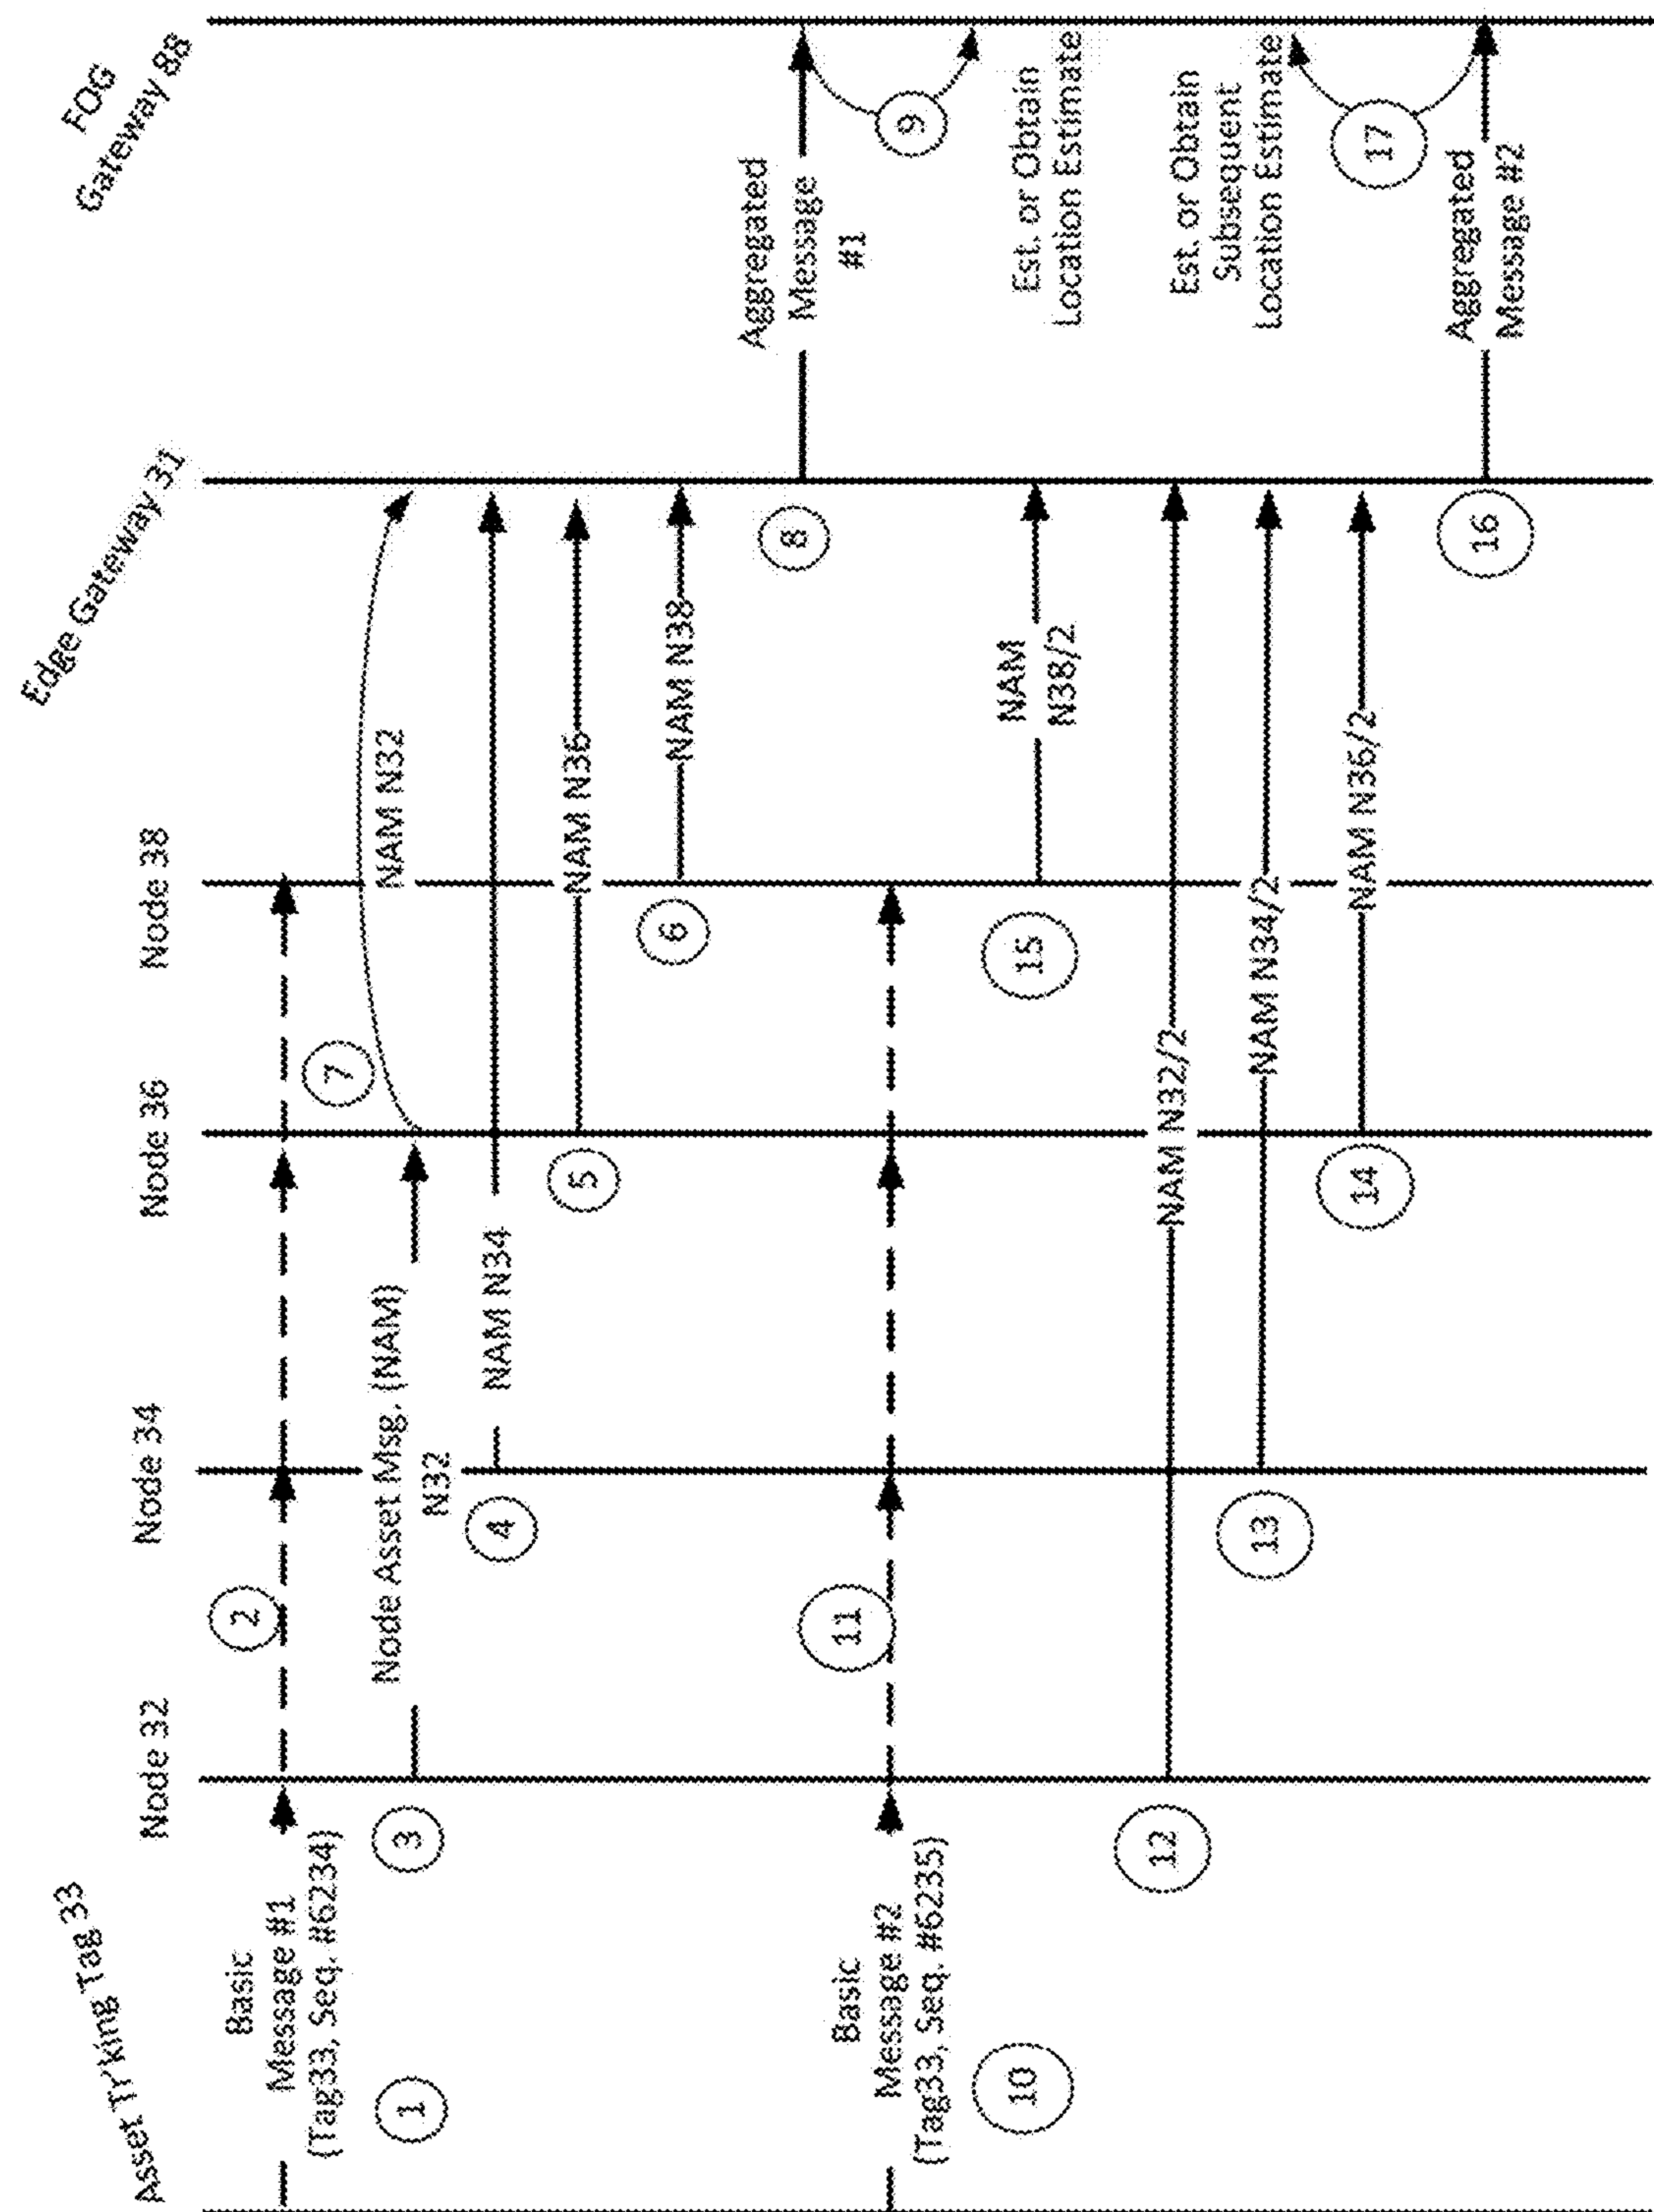 Asset Tr'king Tag 33
Node 32
Node 34
Node 36
Node 38
Edge Gateway 31
FOG
Gateway 88
Basic
Message #1
(Tag33, Seq. #6234)
1
2
3
Node Asset Msg. (NAM)
N32
7
NAM N32
4
NAM N34
5
NAM N36
6
NAM N38
8
Aggregated
Message
#1
9
Est. or Obtain
Location Estimate
Basic
Message #2
(Tag33, Seq. #6235)
10
11
15
NAM
N38/2
12
NAM N32/2
13
NAM N34/2
14
NAM N36/2
Est. or Obtain
Subsequent
Location Estimate
17
16
Aggregated
Message #2